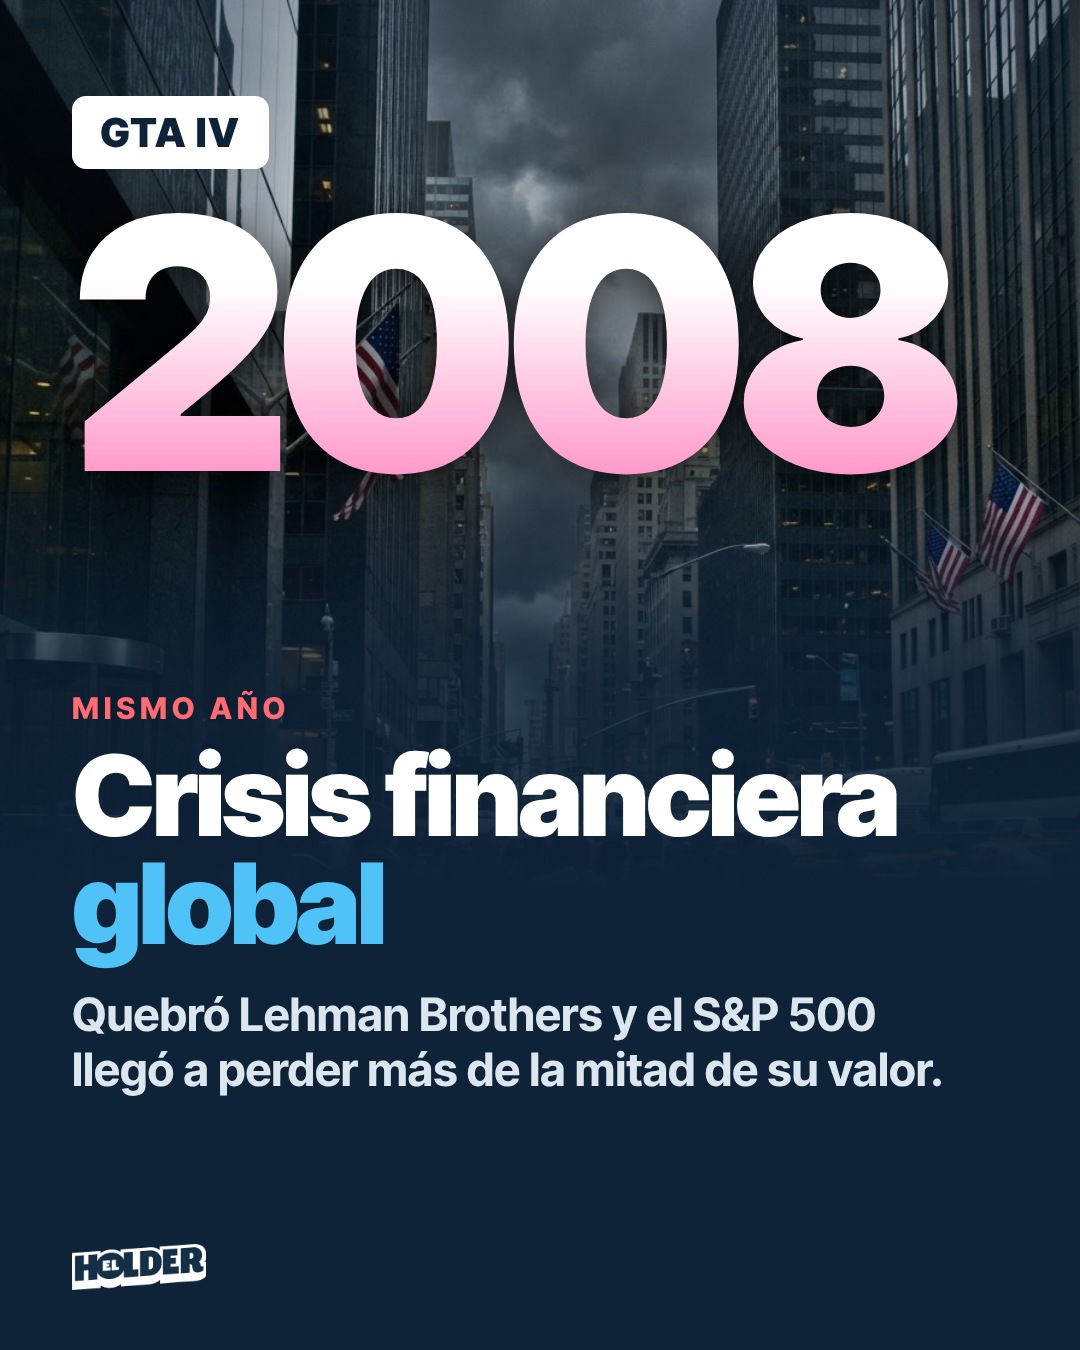 GTA IV
2008
MISMO AÑO
Crisis financiera
global
Quebró Lehman Brothers y el S&P 500
llegó a perder más de la mitad de su valor.
EL HOLDER